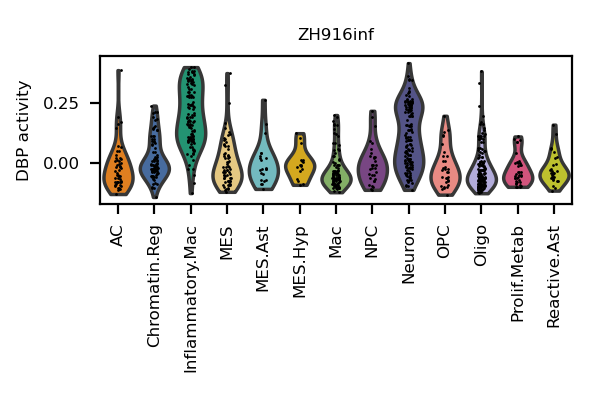 ZH916inf
DBP activity
0.25
0.00
AC
Chromatin.Reg
Inflammatory.Mac
MES
MES.Ast
MES.Hyp
Mac
NPC
Neuron
OPC
Oligo
Prolif.Metab
Reactive.Ast